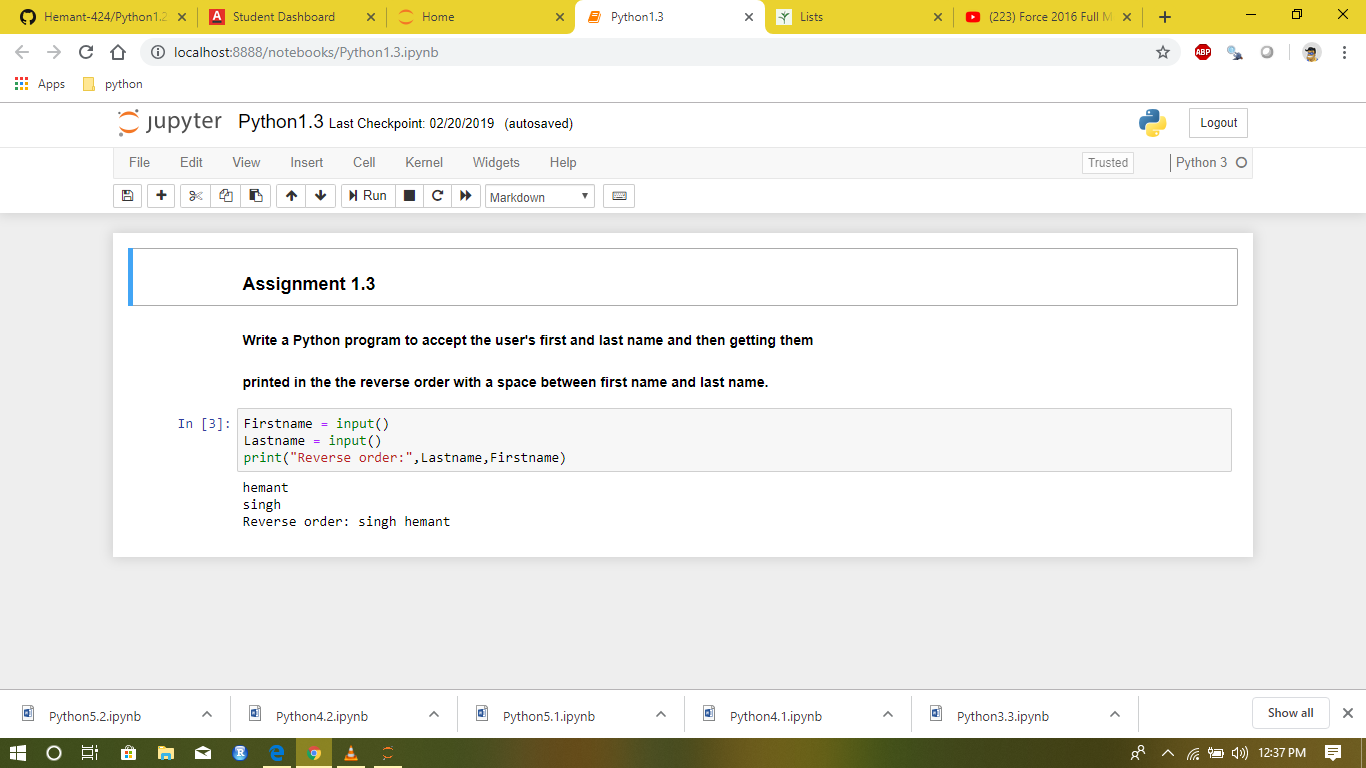 Hemant-424/Python1.2
Student Dashboard
Home
Python1.3
Lists
(223) Force 2016 Full M
localhost:8888/notebooks/Python1.3.ipynb
ABP
Apps
python
jupyter Python1.3 Last Checkpoint: 02/20/2019 (autosaved)
Logout
File Edit View Insert Cell Kernel Widgets Help
Trusted
Python 3
Run
Markdown
Assignment 1.3
Write a Python program to accept the user's first and last name and then getting them
printed in the the reverse order with a space between first name and last name.
In [3]:
Firstname = input()
Lastname = input()
print("Reverse order:",Lastname,Firstname)
hemant
singh
Reverse order: singh hemant
Python5.2.ipynb
Python4.2.ipynb
Python5.1.ipynb
Python4.1.ipynb
Python3.3.ipynb
Show all
12:37 PM